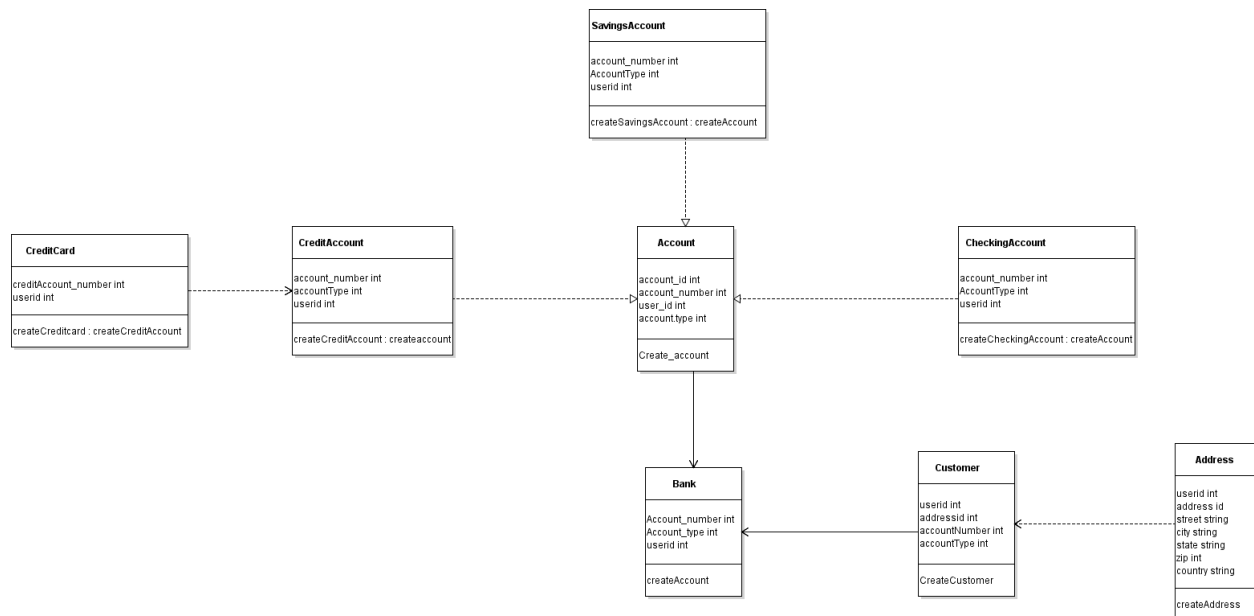 SavingsAccount
account_number int
AccountType int
userid int
createSavingsAccount : createAccount
CreditCard
creditAccount_number int
userid int
createCreditcard : createCreditAccount
CreditAccount
account_number int
accountType int
userid int
createCreditAccount : createaccount
Account
account_id int
account_number int
user_id int
account.type int
Create_account
CheckingAccount
account_number int
AccountType int
userid int
createCheckingAccount : createAccount
Bank
Account_number int
Account_type int
userid int
createAccount
Customer
userid int
addressid int
accountNumber int
accountType int
CreateCustomer
Address
userid int
address id
street string
city string
state string
zip int
country string
createAddress